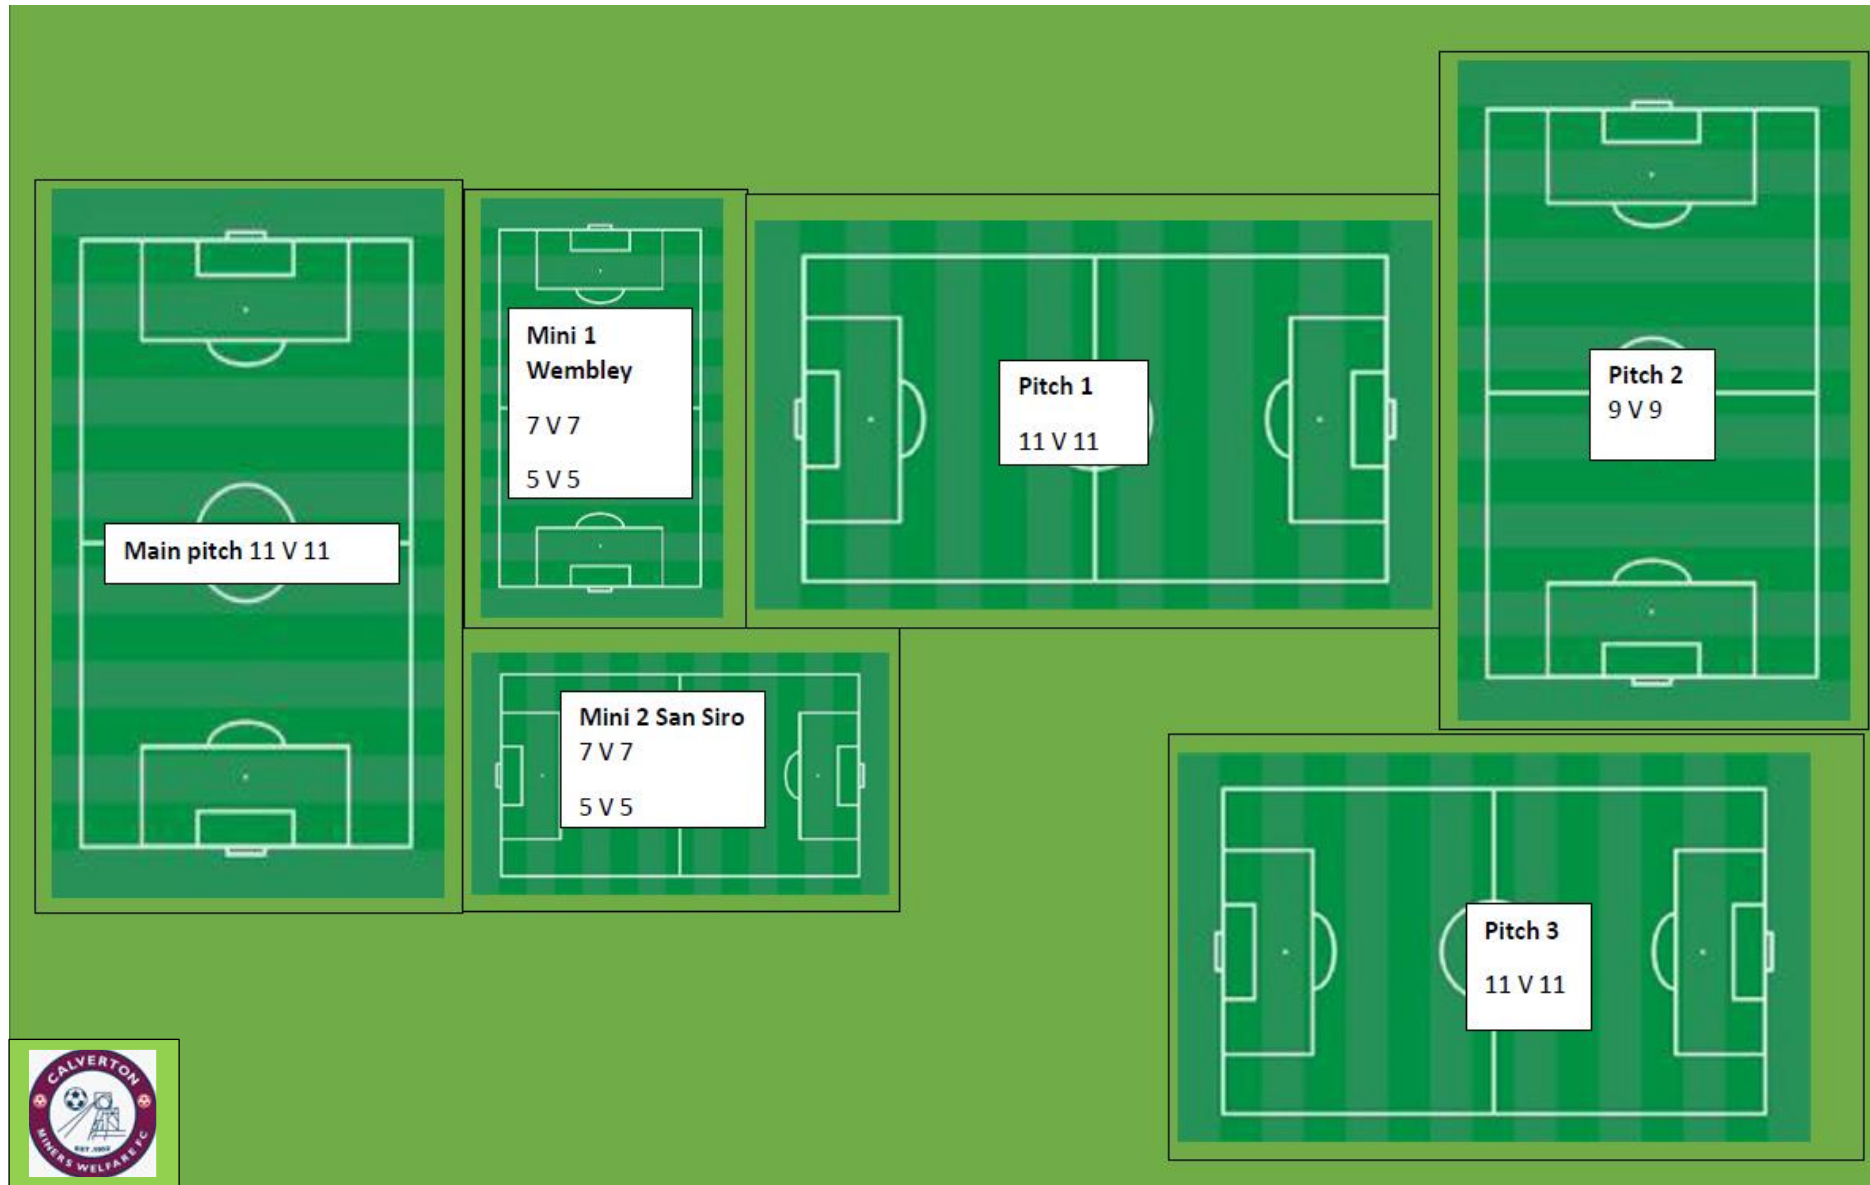 Main pitch 11 V 11
Mini 1
Wembley
7 V 7
5 V 5
Mini 2 San Siro
7 V 7
5 V 5
Pitch 1
11 V 11
Pitch 2
9 V 9
Pitch 3
11 V 11
CALVERTON
MINERS WELFARE FC